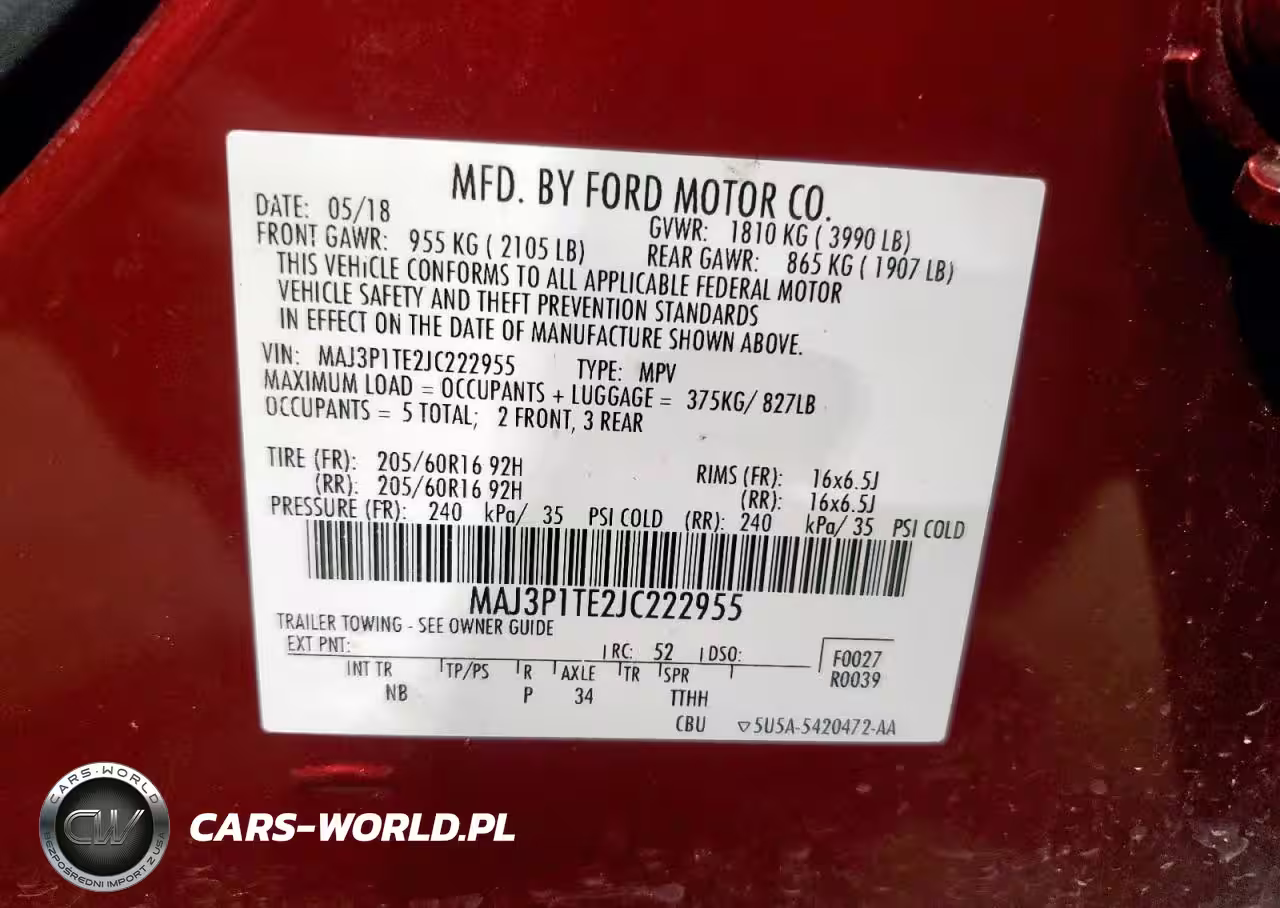 MFD. BY FORD MOTOR CO.
DATE: 05/18 GVWR: 1810 KG ( 3990 LB)
FRONT GAWR: 955 KG ( 2105 LB) REAR GAWR: 865 KG ( 1907 LB)
THIS VEHICLE CONFORMS TO ALL APPLICABLE FEDERAL MOTOR
VEHICLE SAFETY AND THEFT PREVENTION STANDARDS
IN EFFECT ON THE DATE OF MANUFACTURE SHOWN ABOVE.
VIN: MAJ3P1TE2JC222955 TYPE: MPV
MAXIMUM LOAD = OCCUPANTS + LUGGAGE = 375KG/ 827LB
OCCUPANTS = 5 TOTAL; 2 FRONT, 3 REAR
TIRE (FR): 205/60R16 92H RIMS (FR): 16x6.5J
(RR): 205/60R16 92H (RR): 16x6.5J
PRESSURE (FR): 240 kPa/ 35 PSI COLD (RR): 240 kPa/ 35 PSI COLD
MAJ3P1TE2JC222955
TRAILER TOWING - SEE OWNER GUIDE
EXT PNT: RC: 52 DSO: F0027
INT TR TP/PS R AXLE TR SPR R0039
NB P 34 TTHH
CBU ▽5U5A-5420472-AA
CARS-WORLD
CW
BEZPOŚREDNI IMPORT Z USA
CARS-WORLD.PL